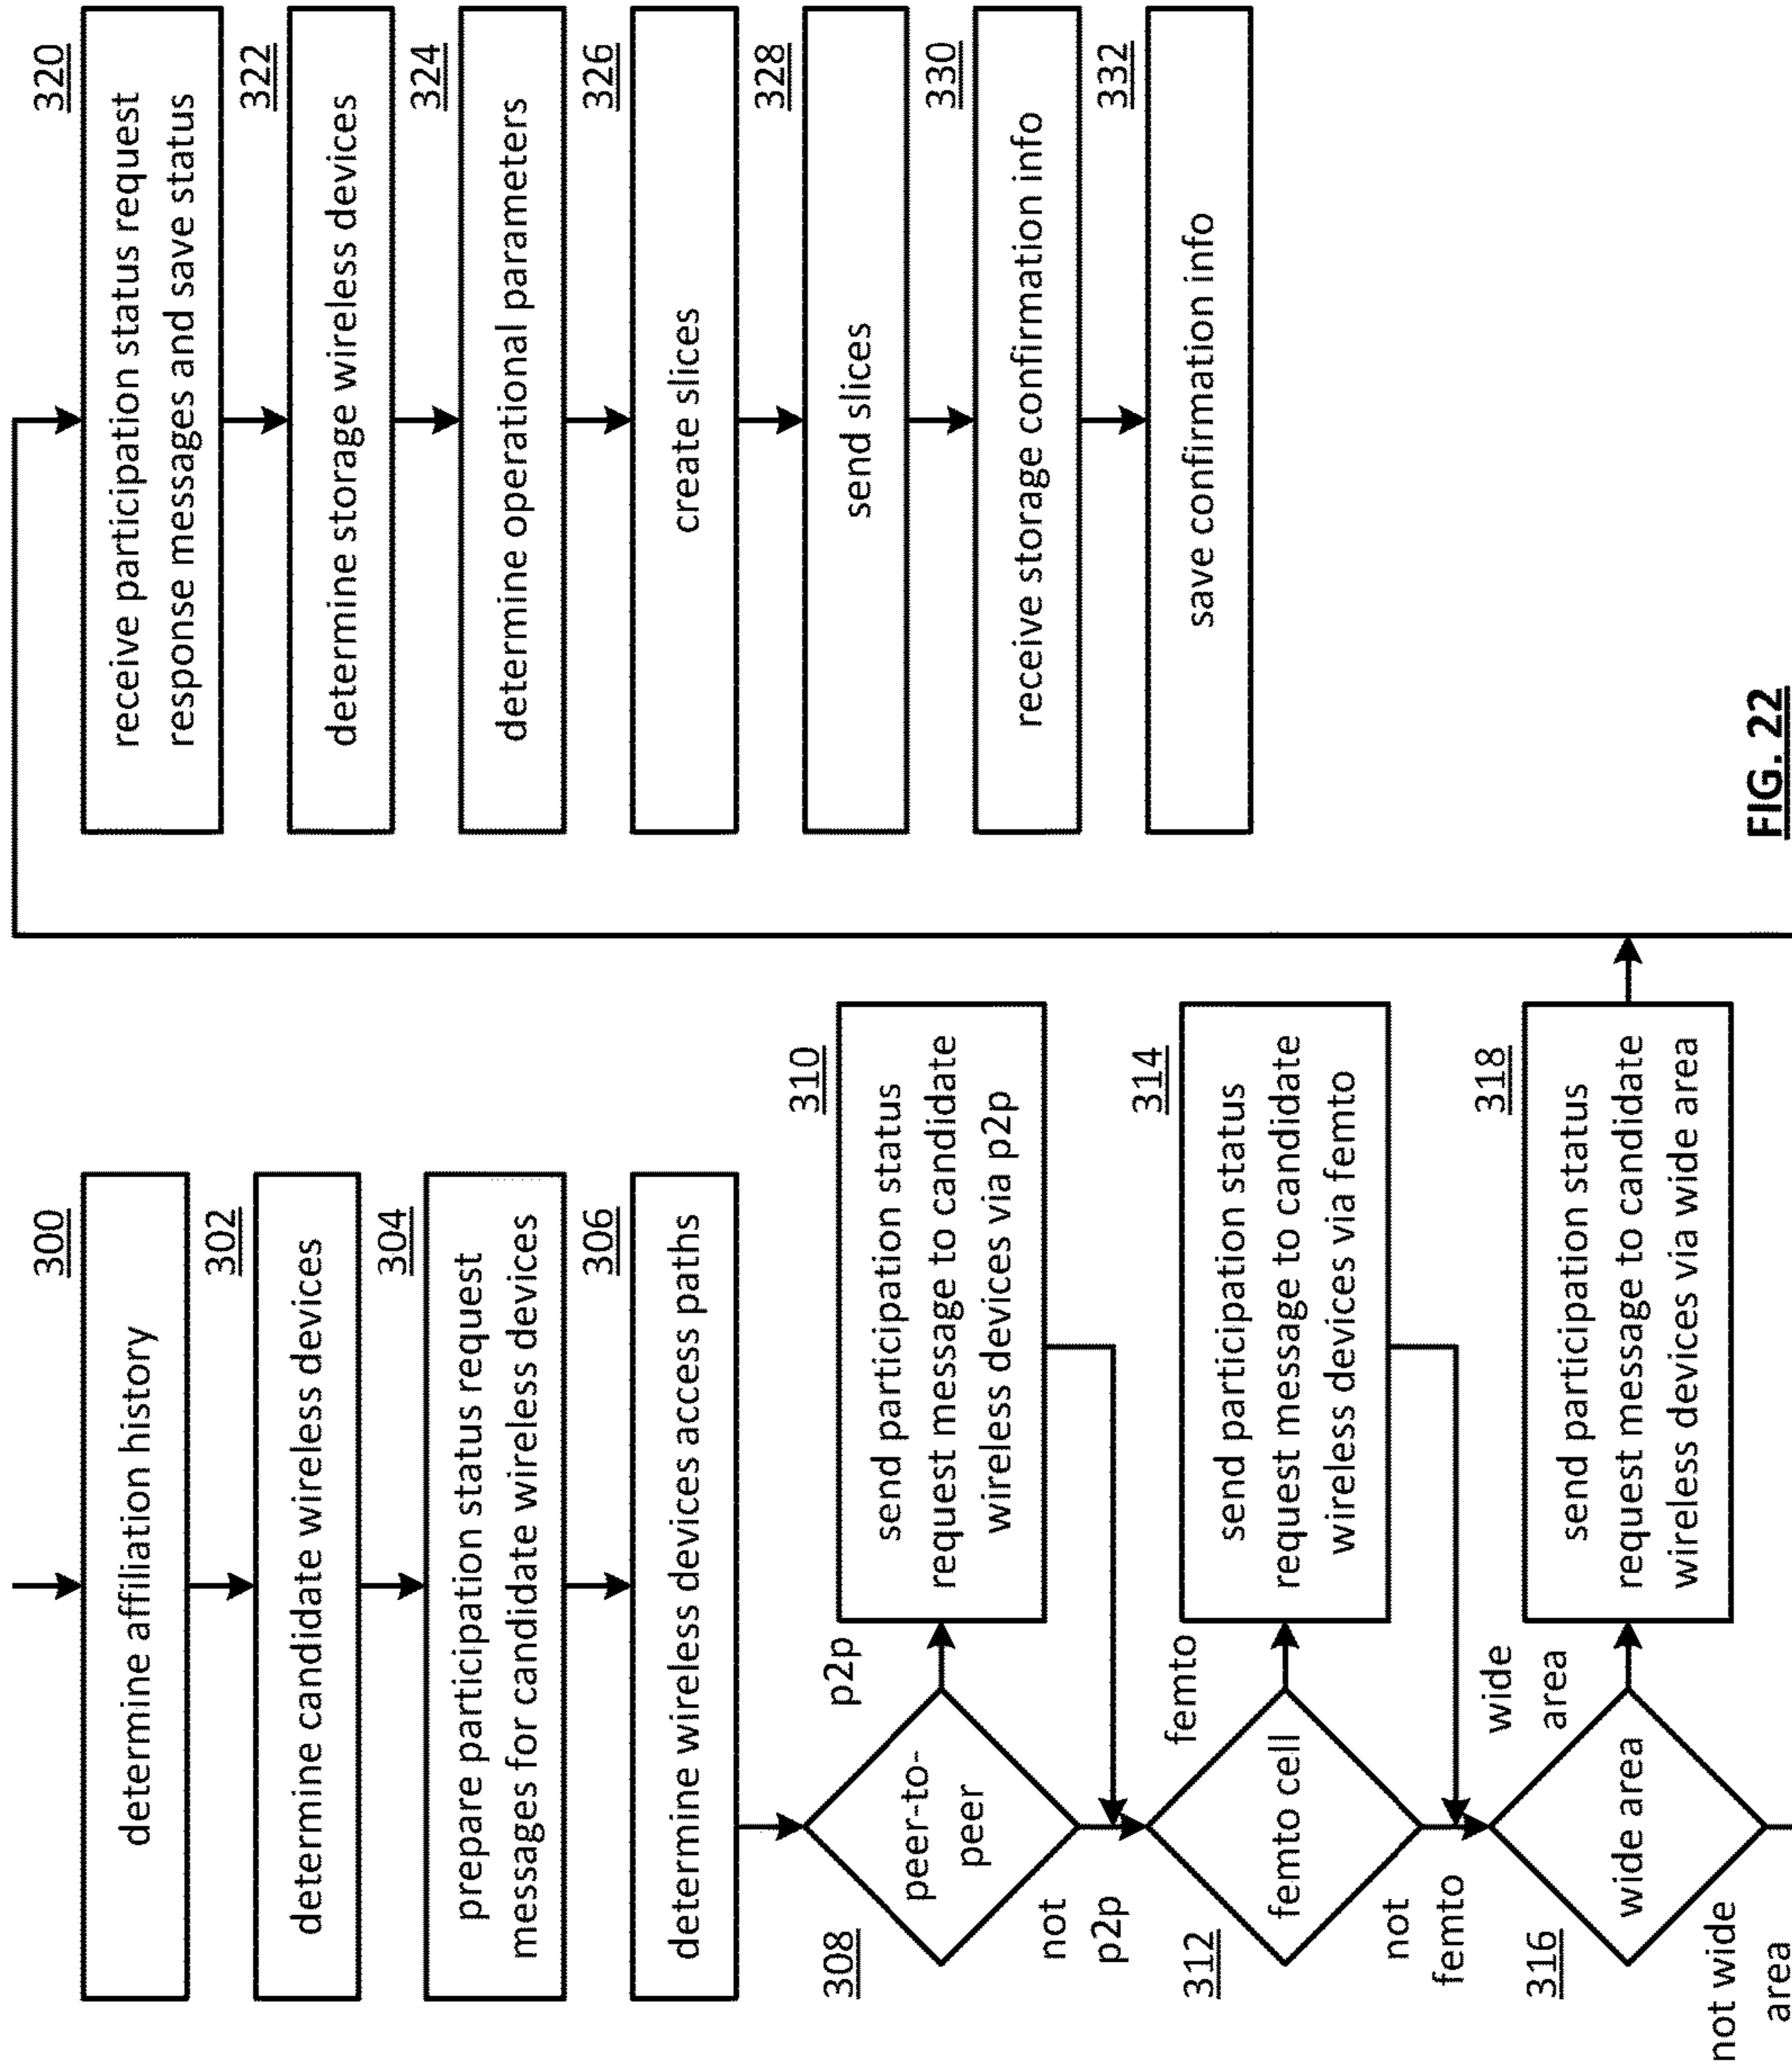 300
determine affiliation history
302
determine candidate wireless devices
304
prepare participation status request
messages for candidate wireless devices
306
determine wireless devices access paths
308
peer-to-
peer
p2p
not
p2p
310
send participation status
request message to candidate
wireless devices via p2p
312
femto cell
femto
not
femto
314
send participation status
request message to candidate
wireless devices via femto
316
wide area
wide
area
not wide
area
318
send participation status
request message to candidate
wireless devices via wide area
320
receive participation status request
response messages and save status
322
determine storage wireless devices
324
determine operational parameters
326
create slices
328
send slices
330
receive storage confirmation info
332
save confirmation info
FIG. 22